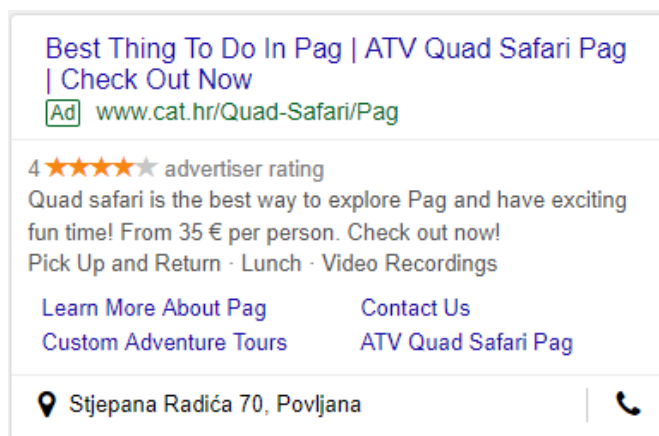 Best Thing To Do In Pag | ATV Quad Safari Pag
| Check Out Now
Ad www.cat.hr/Quad-Safari/Pag
4 advertiser rating
Quad safari is the best way to explore Pag and have exciting
fun time! From 35 € per person. Check out now!
Pick Up and Return · Lunch · Video Recordings
Learn More About Pag Contact Us
Custom Adventure Tours ATV Quad Safari Pag
Stjepana Radića 70, Povljana